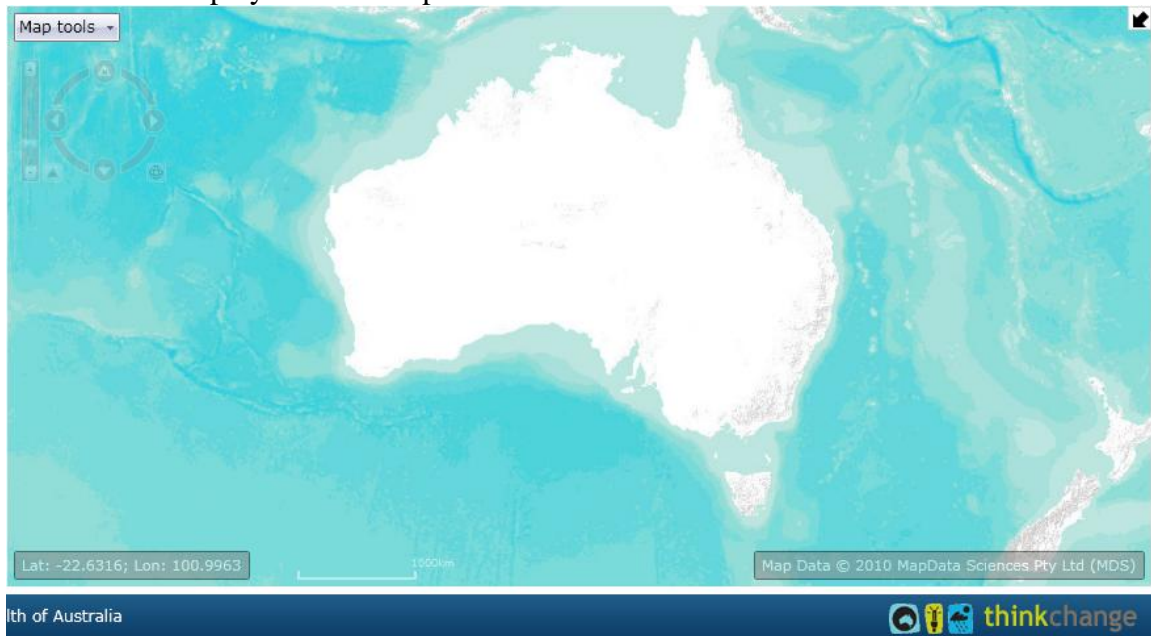 Map tools
Lat: -22.6316; Lon: 100.9963
1000km
Map Data © 2010 MapData Sciences Pty Ltd (MDS)
lth of Australia
thinkchange